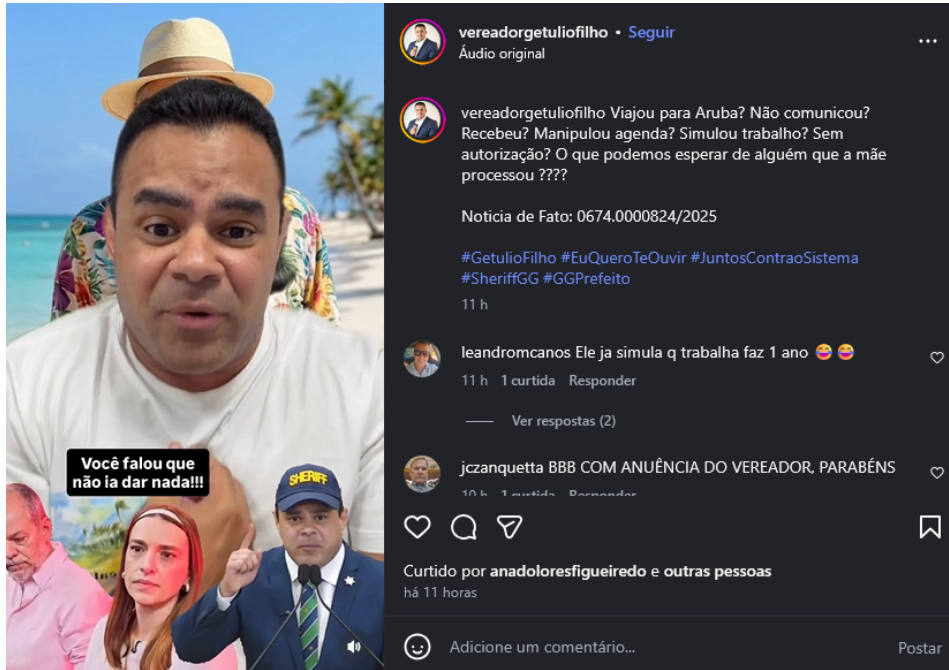 vereadorgetuliofilho • Seguir
Áudio original
vereadorgetuliofilho Viajou para Aruba? Não comunicou?
Recebeu? Manipulou agenda? Simulou trabalho? Sem
autorização? O que podemos esperar de alguém que a mãe
processou ????
Noticia de Fato: 0674.0000824/2025
#GetulioFilho #EuQueroTeOuvir #JuntosContraoSistema
#SheriffGG #GGPrefeito
11 h
leandromcanos Ele ja simula q trabalha faz 1 ano 😂😂
11 h 1 curtida Responder
Ver respostas (2)
jczanquetta BBB COM ANUÊNCIA DO VEREADOR, PARABÉNS
10 h 1 curtida Responder
Curtido por anadoloresfigueiredo e outras pessoas
há 11 horas
Adicione um comentário... Postar
Você falou que
não ia dar nada!!!
SHERIFF